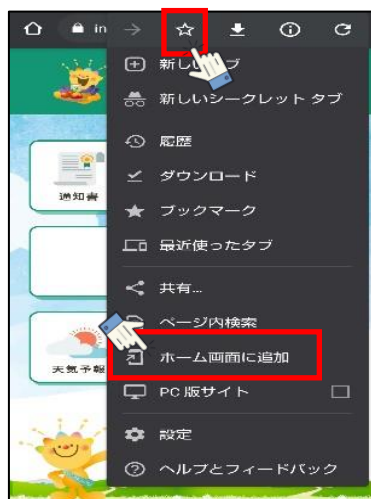 in
新しいタブ
新しいシークレット タブ
履歴
ダウンロード
ブックマーク
最近使ったタブ
共有...
ページ内検索
ホーム画面に追加
PC 版サイト
設定
ヘルプとフィードバック
通知書
天気予報